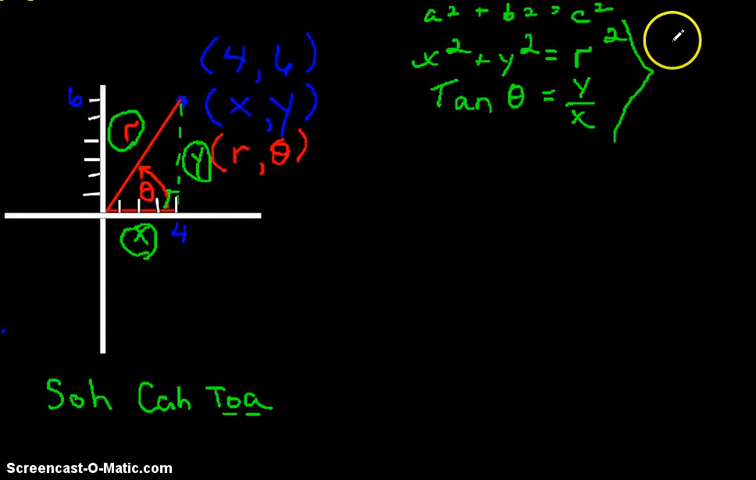 a² + b² = c²
x² + y² = r²
Tan θ = y/x
(4, 6)
(x, y)
(r, θ)
6
r
y
θ
x
4
Soh Cah Toa
Screencast-O-Matic.com